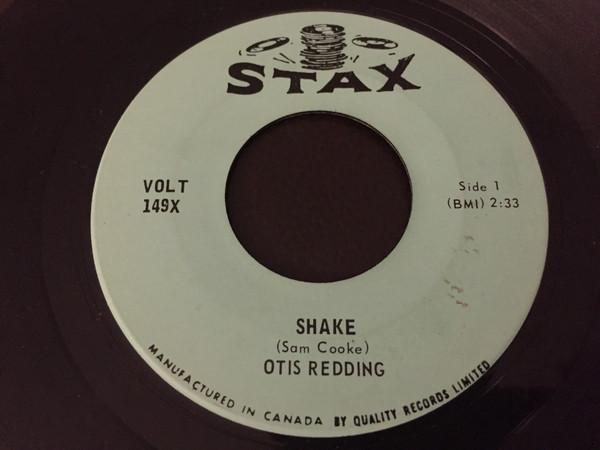 STAX
VOLT
149X
Side 1
(BMI) 2:33
SHAKE
(Sam Cooke)
OTIS REDDING
MANUFACTURED IN CANADA BY QUALITY RECORDS LIMITED